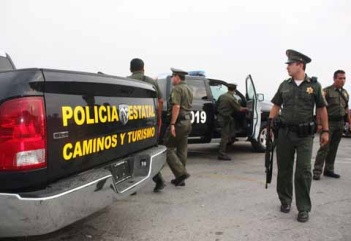 POLICIA ESTATAL
CAMINOS Y TURISMO
019